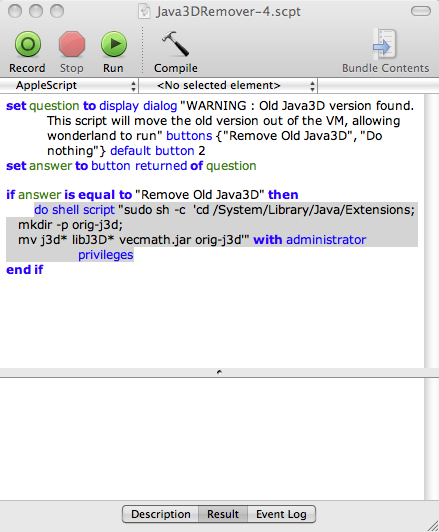 Java3DRemover-4.scpt
Record Stop Run Compile Bundle Contents
AppleScript <No selected element>
set question to display dialog "WARNING : Old Java3D version found.
This script will move the old version out of the VM, allowing
wonderland to run" buttons {"Remove Old Java3D", "Do
nothing"} default button 2
set answer to button returned of question
if answer is equal to "Remove Old Java3D" then
do shell script "sudo sh -c 'cd /System/Library/Java/Extensions;
mkdir -p orig-j3d;
mv j3d* libJ3D* vecmath.jar orig-j3d'" with administrator
privileges
end if
Description Result Event Log